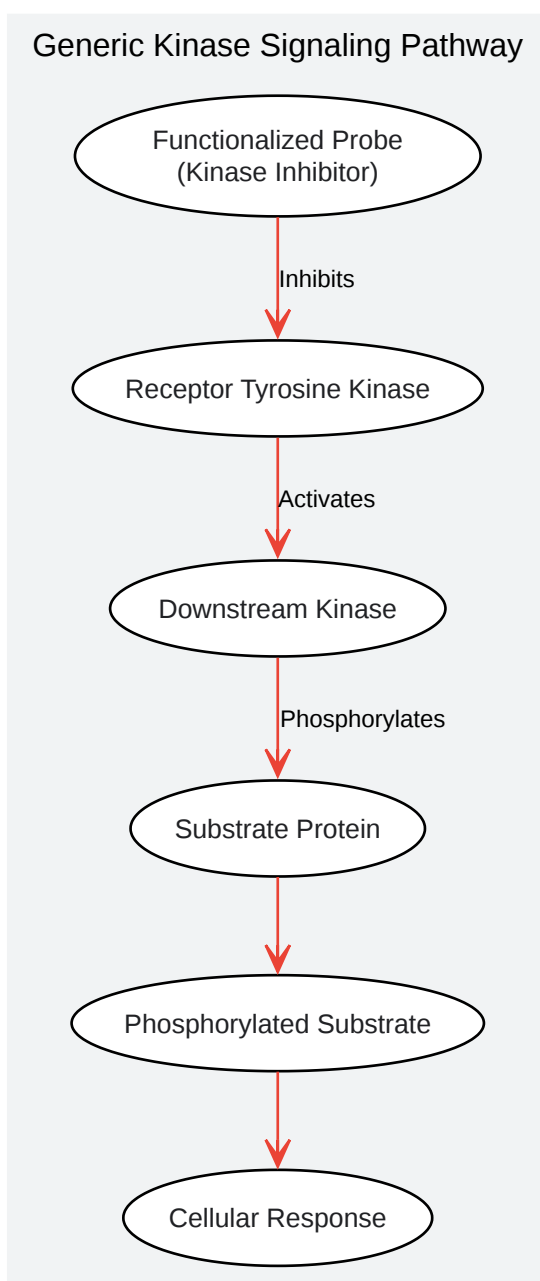 Generic Kinase Signaling Pathway
Functionalized Probe
(Kinase Inhibitor)
Inhibits
Receptor Tyrosine Kinase
Activates
Downstream Kinase
Phosphorylates
Substrate Protein
Phosphorylated Substrate
Cellular Response